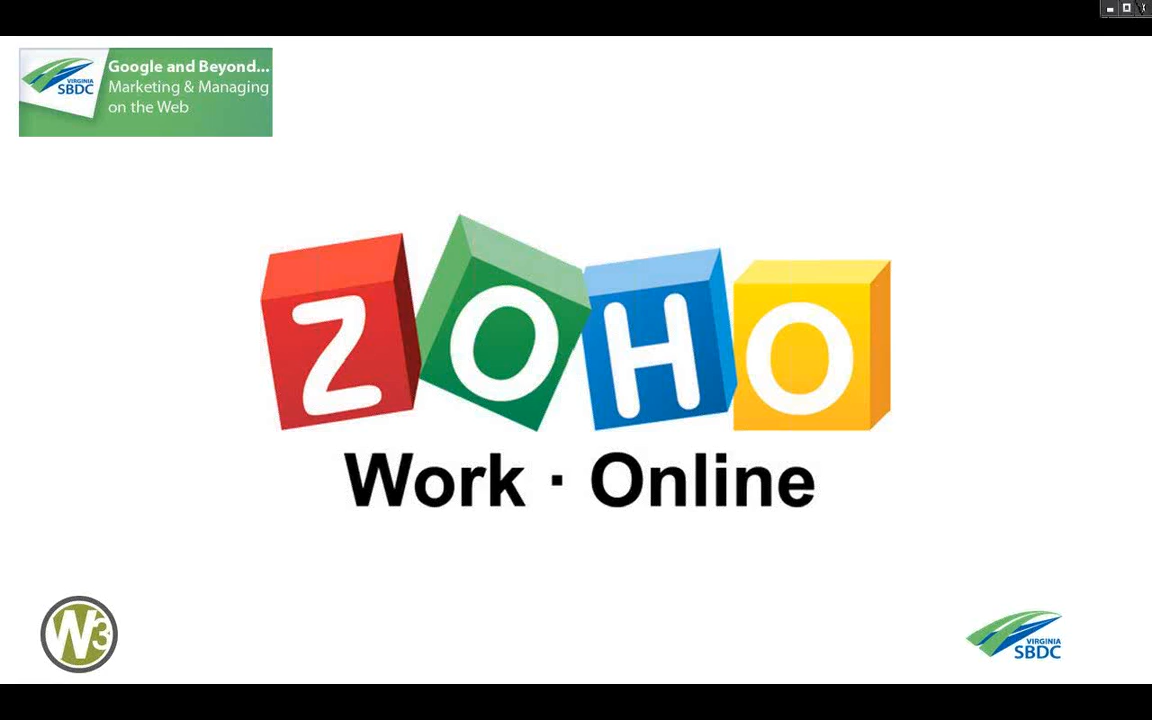 Google and Beyond...
VIRGINIA
SBDC
Marketing & Managing
on the Web
ZOHO
Work · Online
W3
VIRGINIA
SBDC